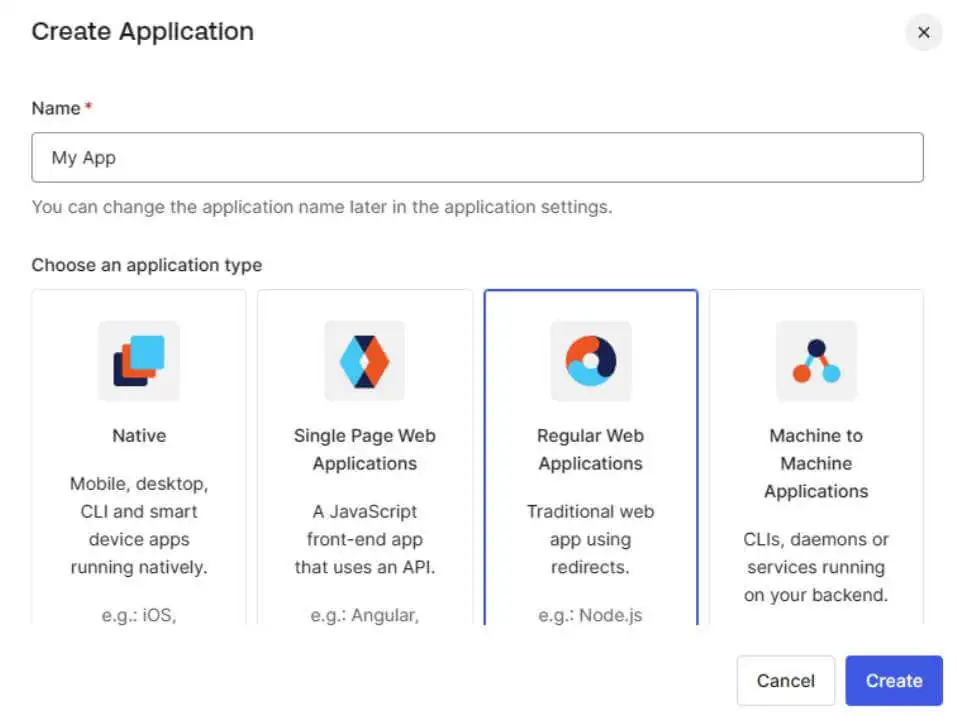 Create Application
Name *
My App
You can change the application name later in the application settings.
Choose an application type
Native
Mobile, desktop,
CLI and smart
device apps
running natively.
e.g.: iOS,
Single Page Web
Applications
A JavaScript
front-end app
that uses an API.
e.g.: Angular,
Regular Web
Applications
Traditional web
app using
redirects.
e.g.: Node.js
Machine to
Machine
Applications
CLIs, daemons or
services running
on your backend.
Cancel
Create